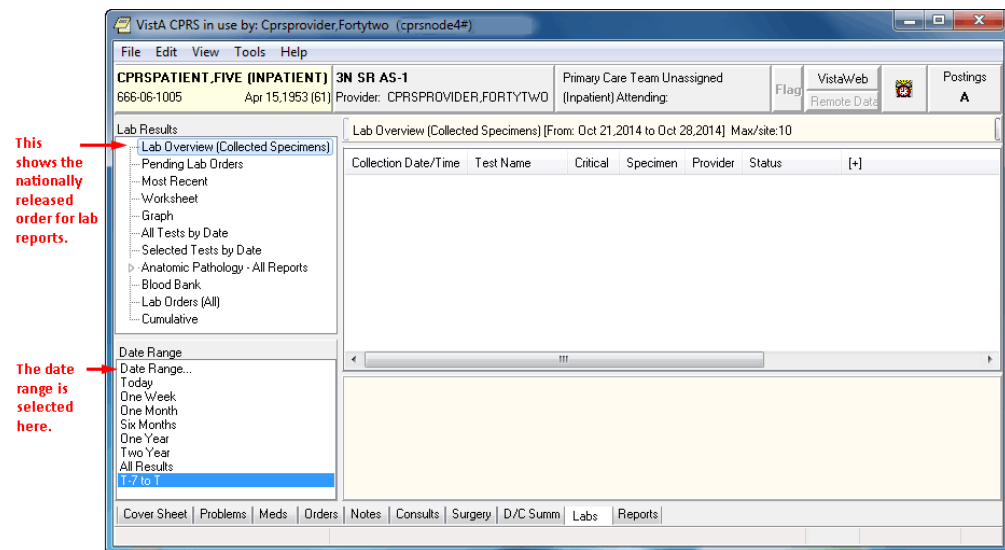 VistA CPRS in use by: Cprsprovider,Fortytwo (cprsnode4#)
File Edit View Tools Help
CPRSPATIENT,FIVE (INPATIENT) 3N SR AS-1 Primary Care Team Unassigned Flag VistaWeb Postings
666-06-1005 Apr 15,1953 (61) Provider: CPRSPROVIDER,FORTYTWO (Inpatient) Attending: Remote Data A
Lab Results
Lab Overview (Collected Specimens) [From: Oct 21,2014 to Oct 28,2014] Max/site:10
This
shows the
nationally
released
order for lab
reports.
Lab Overview (Collected Specimens)
Pending Lab Orders
Most Recent
Worksheet
Graph
All Tests by Date
Selected Tests by Date
Anatomic Pathology - All Reports
Blood Bank
Lab Orders (All)
Cumulative
Collection Date/Time Test Name Critical Specimen Provider Status [+]
Date Range
The date
range is
selected
here.
Date Range...
Today
One Week
One Month
Six Months
One Year
Two Year
All Results
T-7 to T
Cover Sheet Problems Meds Orders Notes Consults Surgery D/C Summ Labs Reports